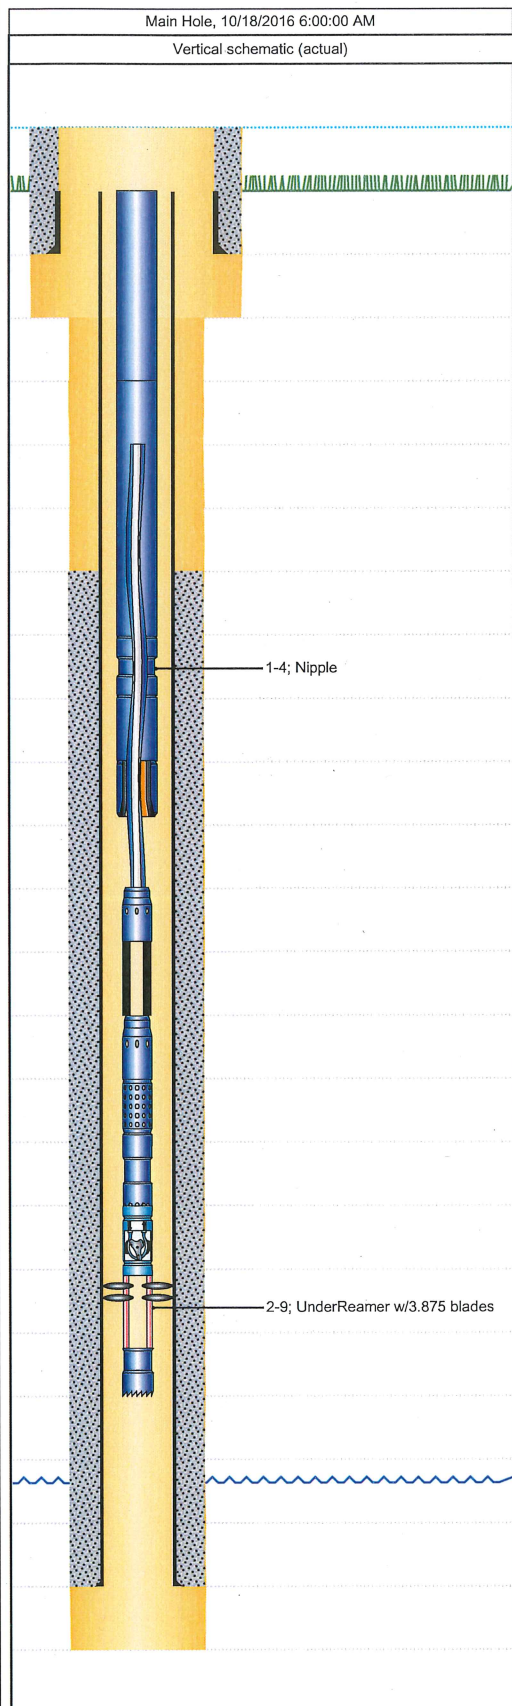 Main Hole, 10/18/2016 6:00:00 AM
Vertical schematic (actual)
1-4; Nipple
2-9; UnderReamer w/3.875 blades